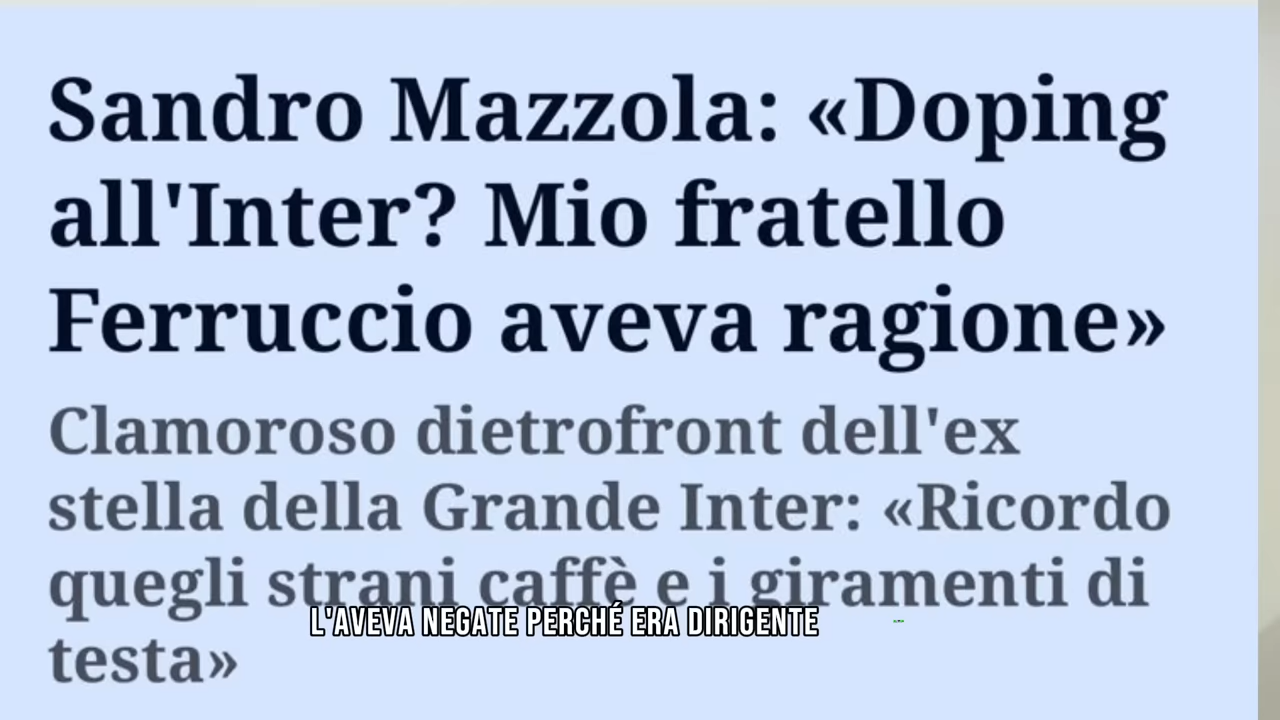 Sandro Mazzola: «Doping
all'Inter? Mio fratello
Ferruccio aveva ragione»
Clamoroso dietrofront dell'ex
stella della Grande Inter: «Ricordo
quegli strani caffè e i giramenti di
testa»
L'AVEVA NEGATE PERCHÉ ERA DIRIGENTE